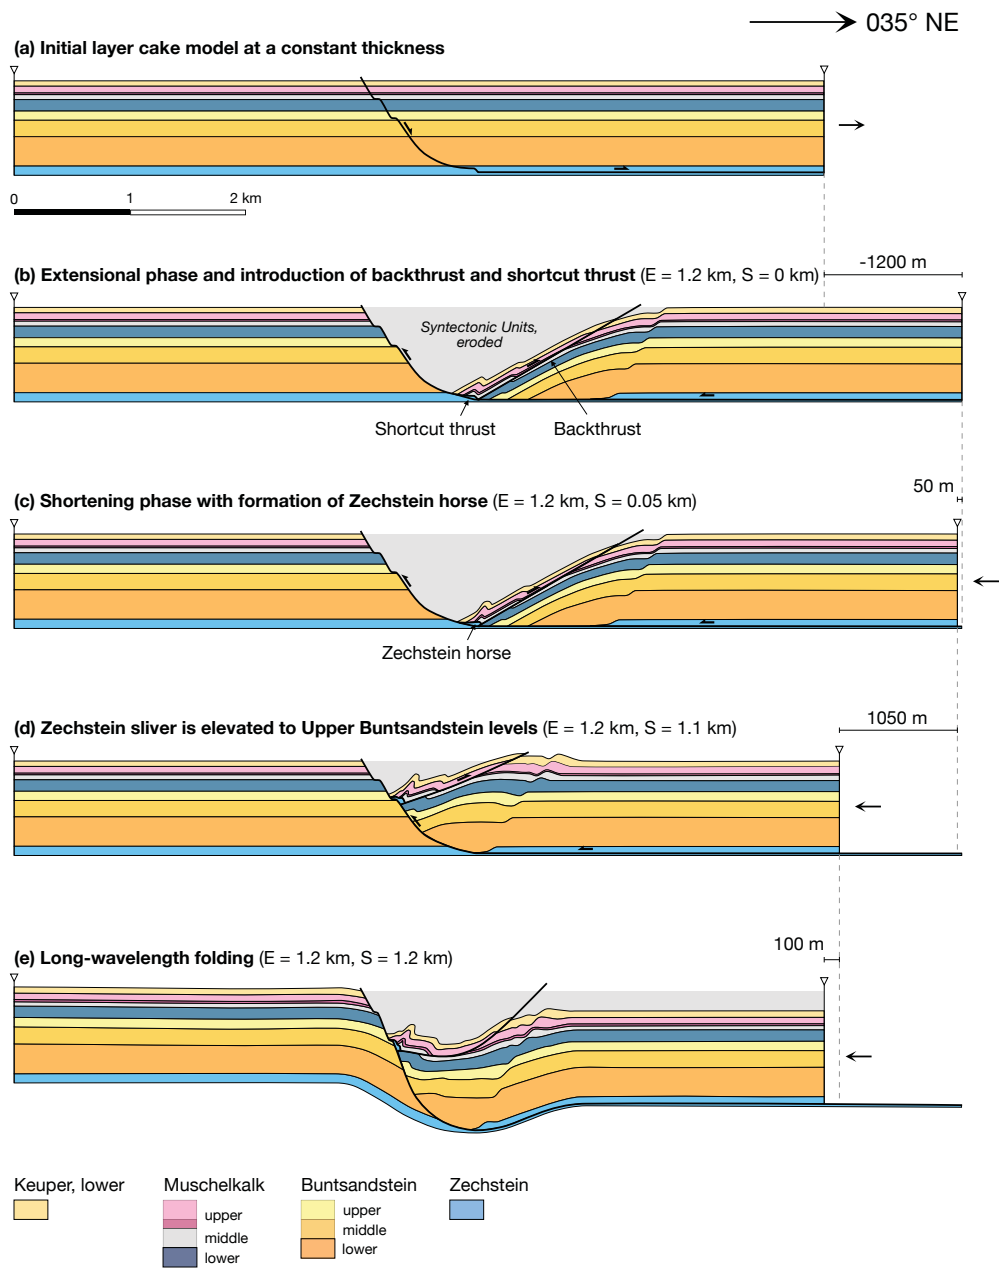 035° NE
(a) Initial layer cake model at a constant thickness
0 1 2 km
(b) Extensional phase and introduction of backthrust and shortcut thrust (E = 1.2 km, S = 0 km)
-1200 m
Syntectonic Units,
eroded
Shortcut thrust
Backthrust
(c) Shortening phase with formation of Zechstein horse (E = 1.2 km, S = 0.05 km)
50 m
Zechstein horse
(d) Zechstein sliver is elevated to Upper Buntsandstein levels (E = 1.2 km, S = 1.1 km)
1050 m
(e) Long-wavelength folding (E = 1.2 km, S = 1.2 km)
100 m
Keuper, lower
Muschelkalk
upper
middle
lower
Buntsandstein
upper
middle
lower
Zechstein